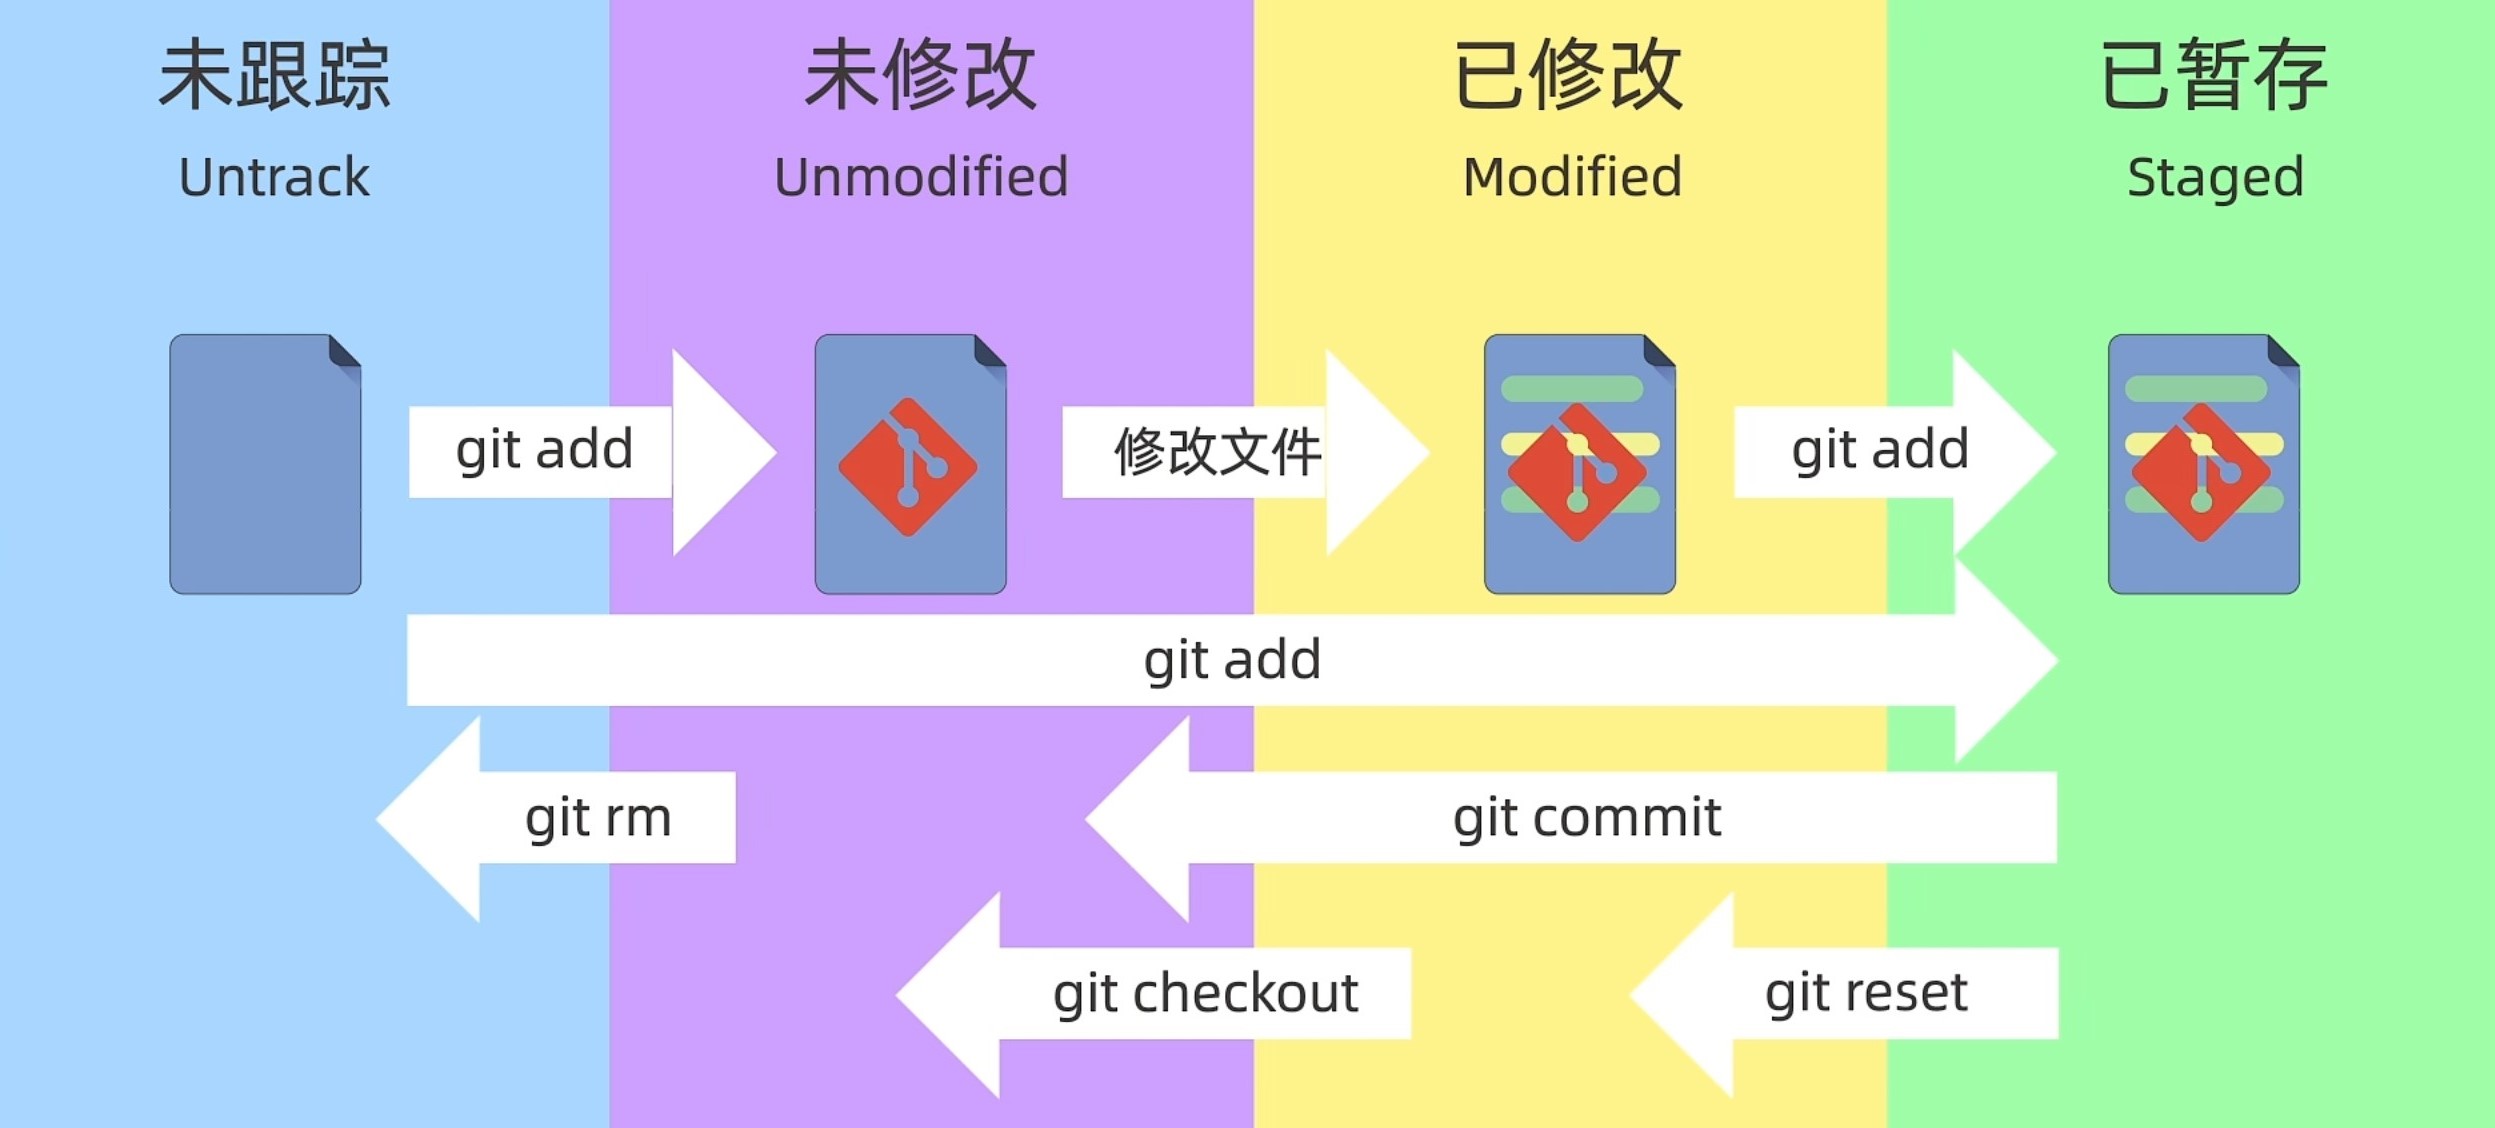 未跟踪
Untrack
未修改
Unmodified
已修改
Modified
已暂存
Staged
git add
修改文件
git add
git add
git rm
git commit
git checkout
git reset